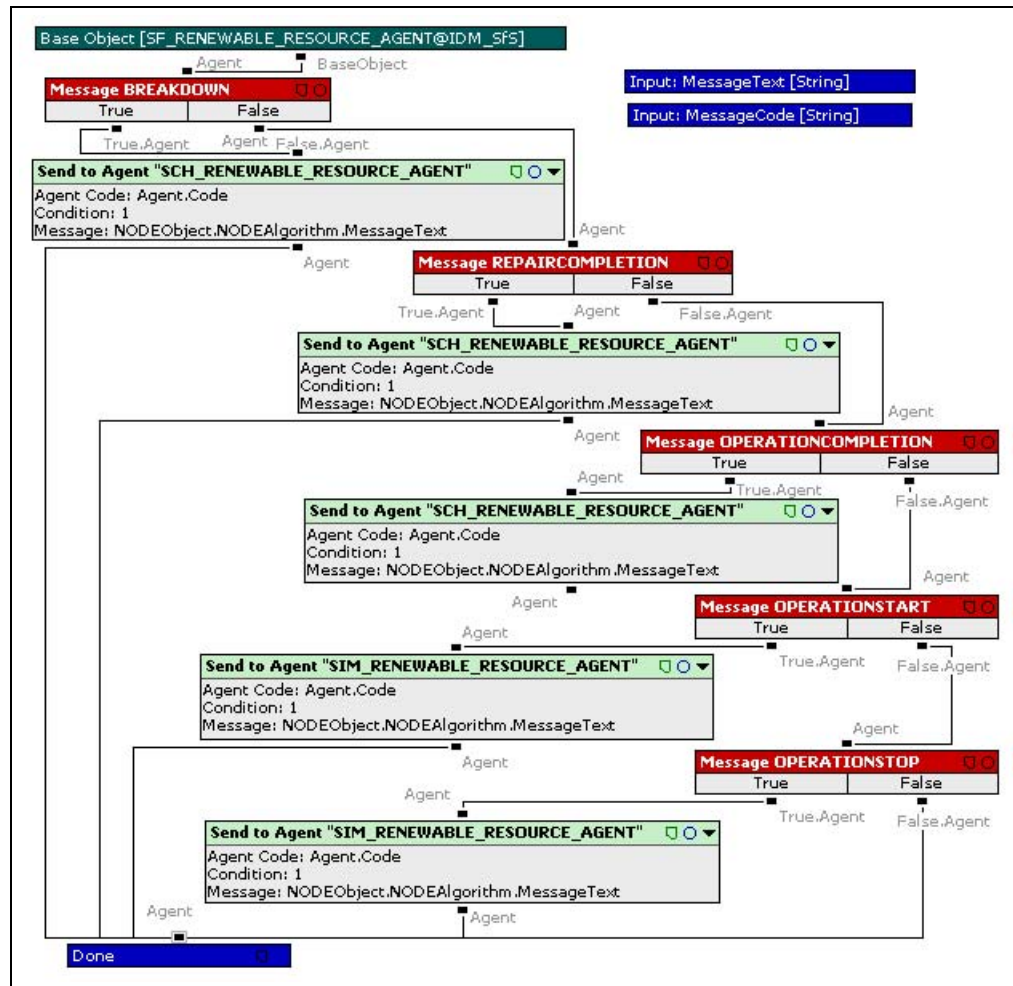 Base Object [SF_RENEWABLE_RESOURCE_AGENT@IDM_SfS]
Agent
BaseObject
Input: MessageText [String]
Message BREAKDOWN
True False
Input: MessageCode [String]
True.Agent
Agent
False.Agent
Send to Agent "SCH_RENEWABLE_RESOURCE_AGENT"
Agent Code: Agent.Code
Condition: 1
Message: NODEObject.NODEAlgorithm.MessageText
Agent
Agent
Message REPAIRCOMPLETION
True False
True.Agent
Agent
False.Agent
Send to Agent "SCH_RENEWABLE_RESOURCE_AGENT"
Agent Code: Agent.Code
Condition: 1
Message: NODEObject.NODEAlgorithm.MessageText
Agent
Agent
Message OPERATIONCOMPLETION
True False
Agent
True.Agent
False.Agent
Send to Agent "SCH_RENEWABLE_RESOURCE_AGENT"
Agent Code: Agent.Code
Condition: 1
Message: NODEObject.NODEAlgorithm.MessageText
Agent
Agent
Message OPERATIONSTART
True False
Agent
True.Agent
False.Agent
Send to Agent "SIM_RENEWABLE_RESOURCE_AGENT"
Agent Code: Agent.Code
Condition: 1
Message: NODEObject.NODEAlgorithm.MessageText
Agent
Agent
Message OPERATIONSTOP
True False
Agent
True.Agent
False.Agent
Send to Agent "SIM_RENEWABLE_RESOURCE_AGENT"
Agent Code: Agent.Code
Condition: 1
Message: NODEObject.NODEAlgorithm.MessageText
Agent
Agent
Done